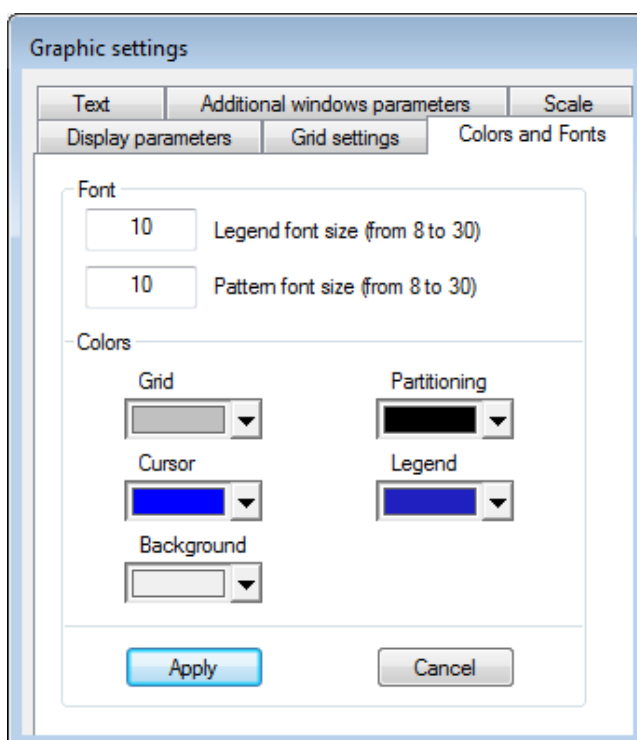 Graphic settings
Text Additional windows parameters Scale
Display parameters Grid settings Colors and Fonts
Font
10 Legend font size (from 8 to 30)
10 Pattern font size (from 8 to 30)
Colors
Grid Partitioning
Cursor Legend
Background
Apply Cancel